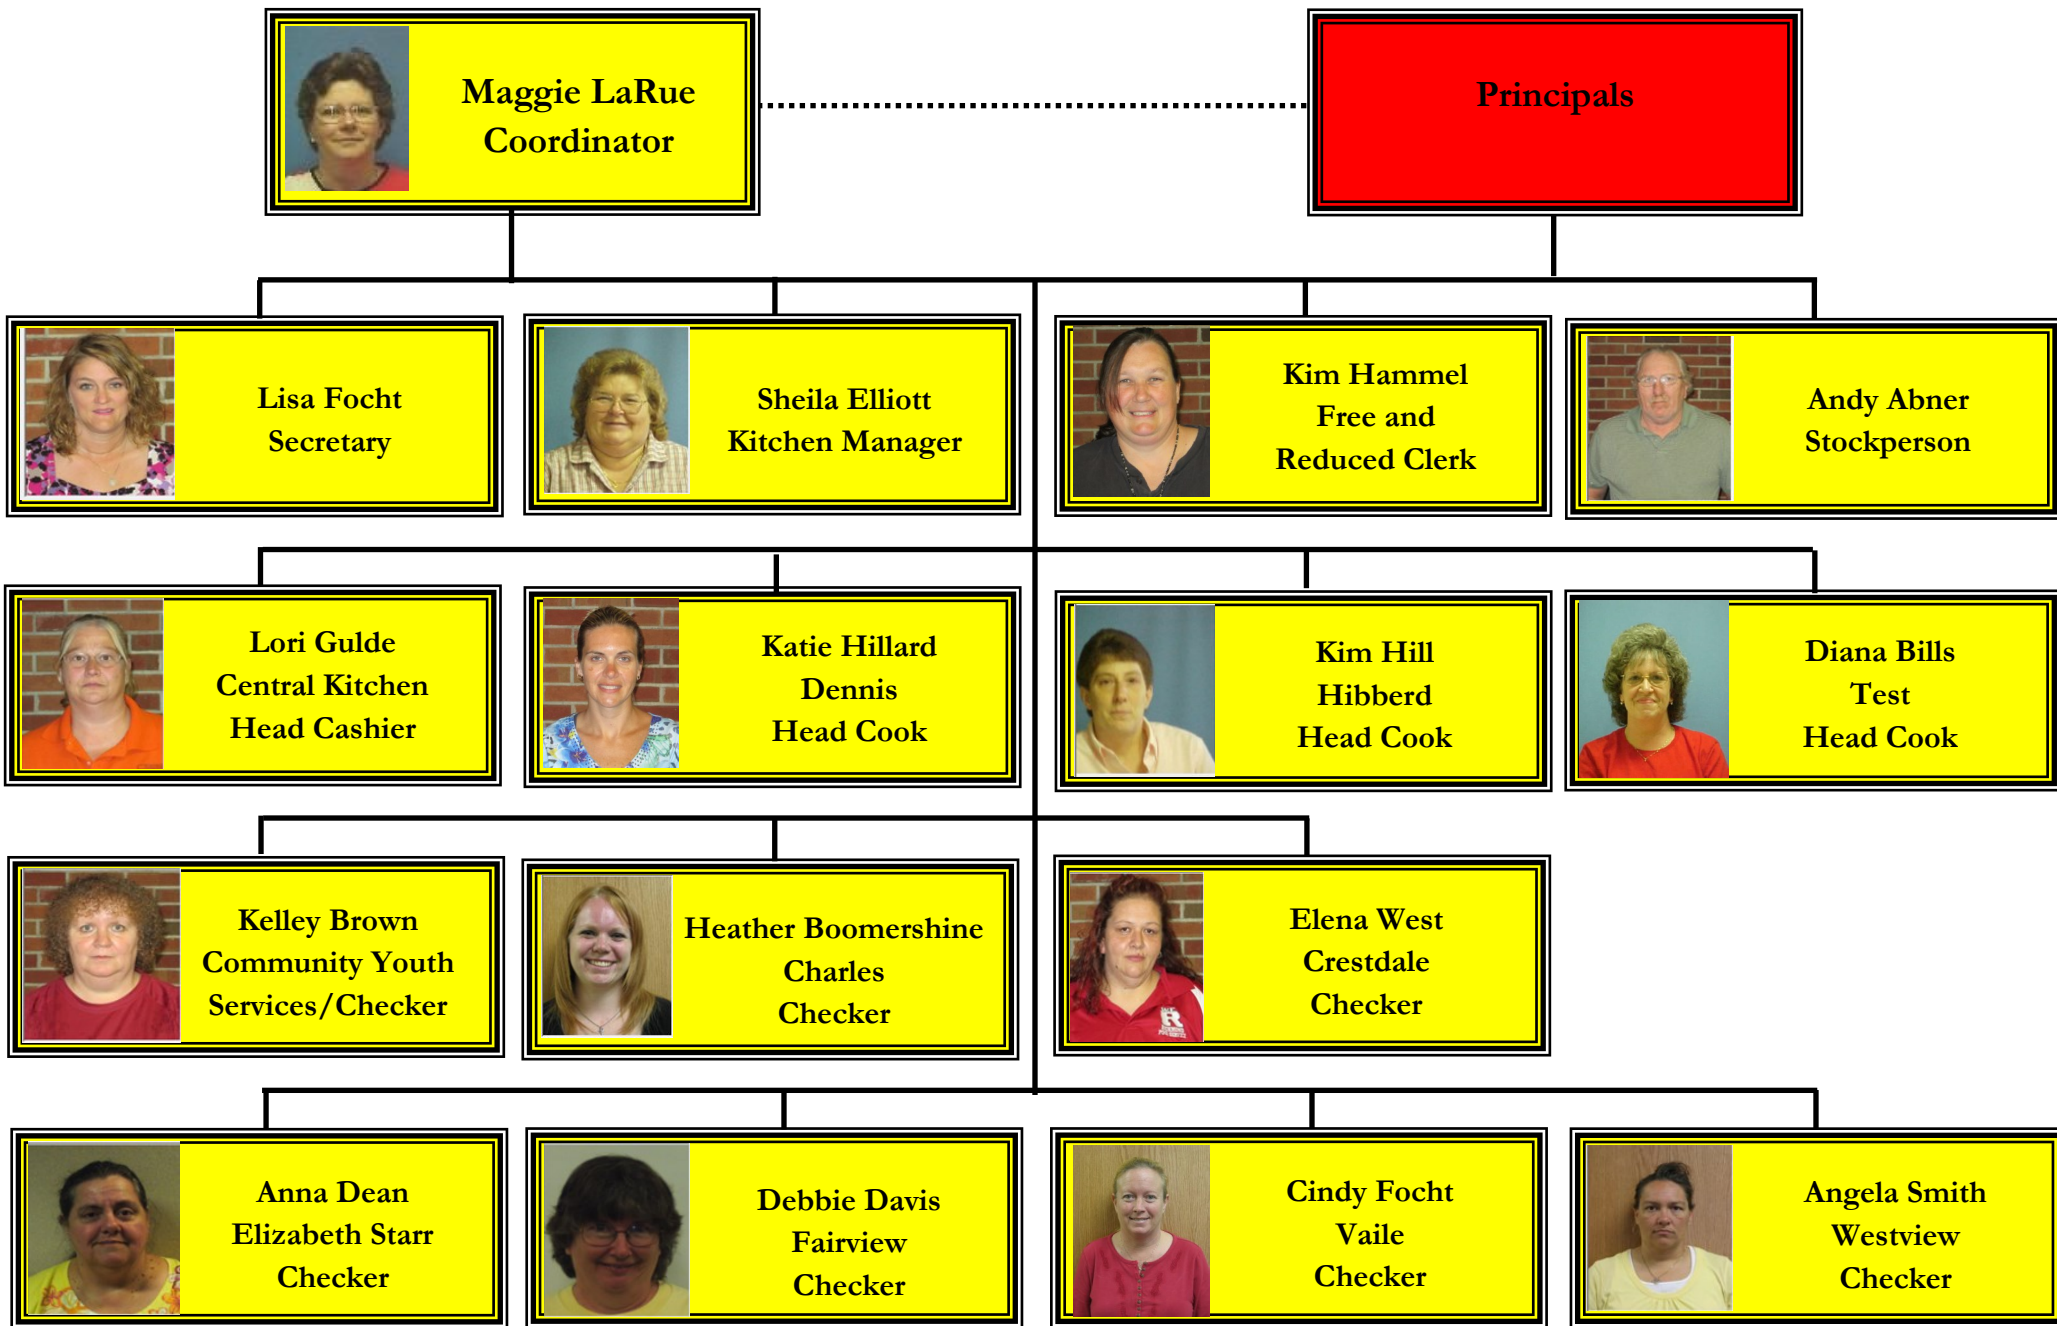 Maggie LaRue
Coordinator
Principals
Lisa Focht
Secretary
Sheila Elliott
Kitchen Manager
Kim Hammel
Free and
Reduced Clerk
Andy Abner
Stockperson
Lori Gulde
Central Kitchen
Head Cashier
Katie Hillard
Dennis
Head Cook
Kim Hill
Hibberd
Head Cook
Diana Bills
Test
Head Cook
Kelley Brown
Community Youth
Services/Checker
Heather Boomershine
Charles
Checker
Elena West
Crestdale
Checker
R
Anna Dean
Elizabeth Starr
Checker
Debbie Davis
Fairview
Checker
Cindy Focht
Vaile
Checker
Angela Smith
Westview
Checker